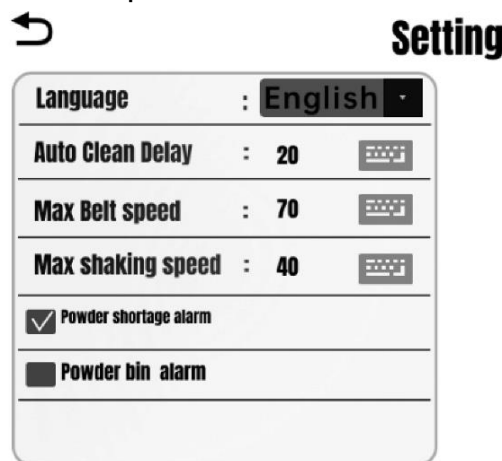 Setting
Language : English
Auto Clean Delay : 20
Max Belt speed : 70
Max shaking speed : 40
Powder shortage alarm
Powder bin alarm